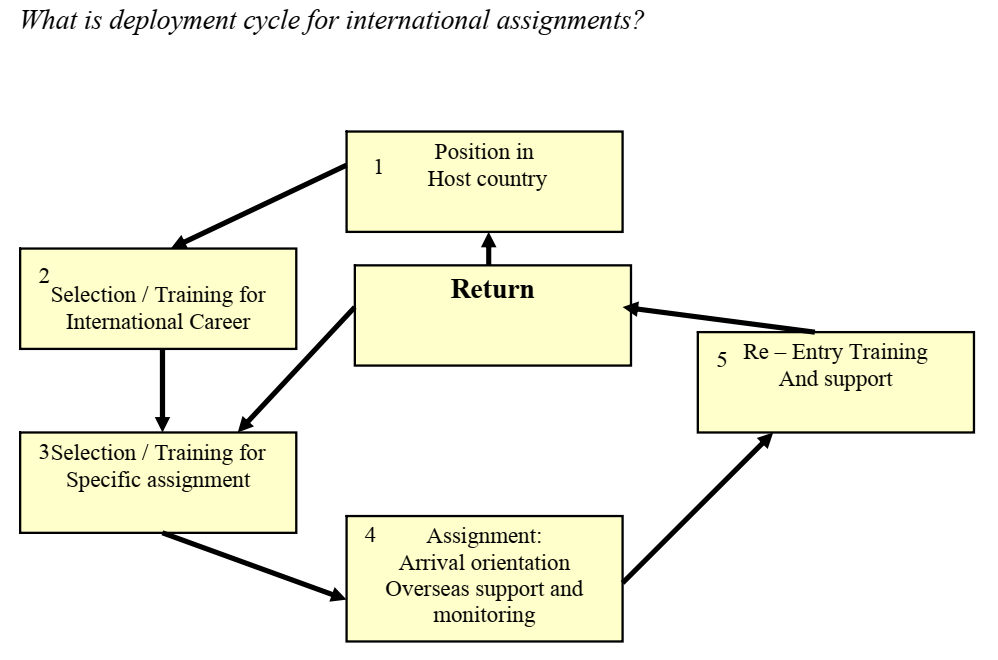 What is deployment cycle for international assignments?
1 Position in
Host country
2
Selection / Training for
International Career
Return
5 Re – Entry Training
And support
3Selection / Training for
Specific assignment
4 Assignment:
Arrival orientation
Overseas support and
monitoring